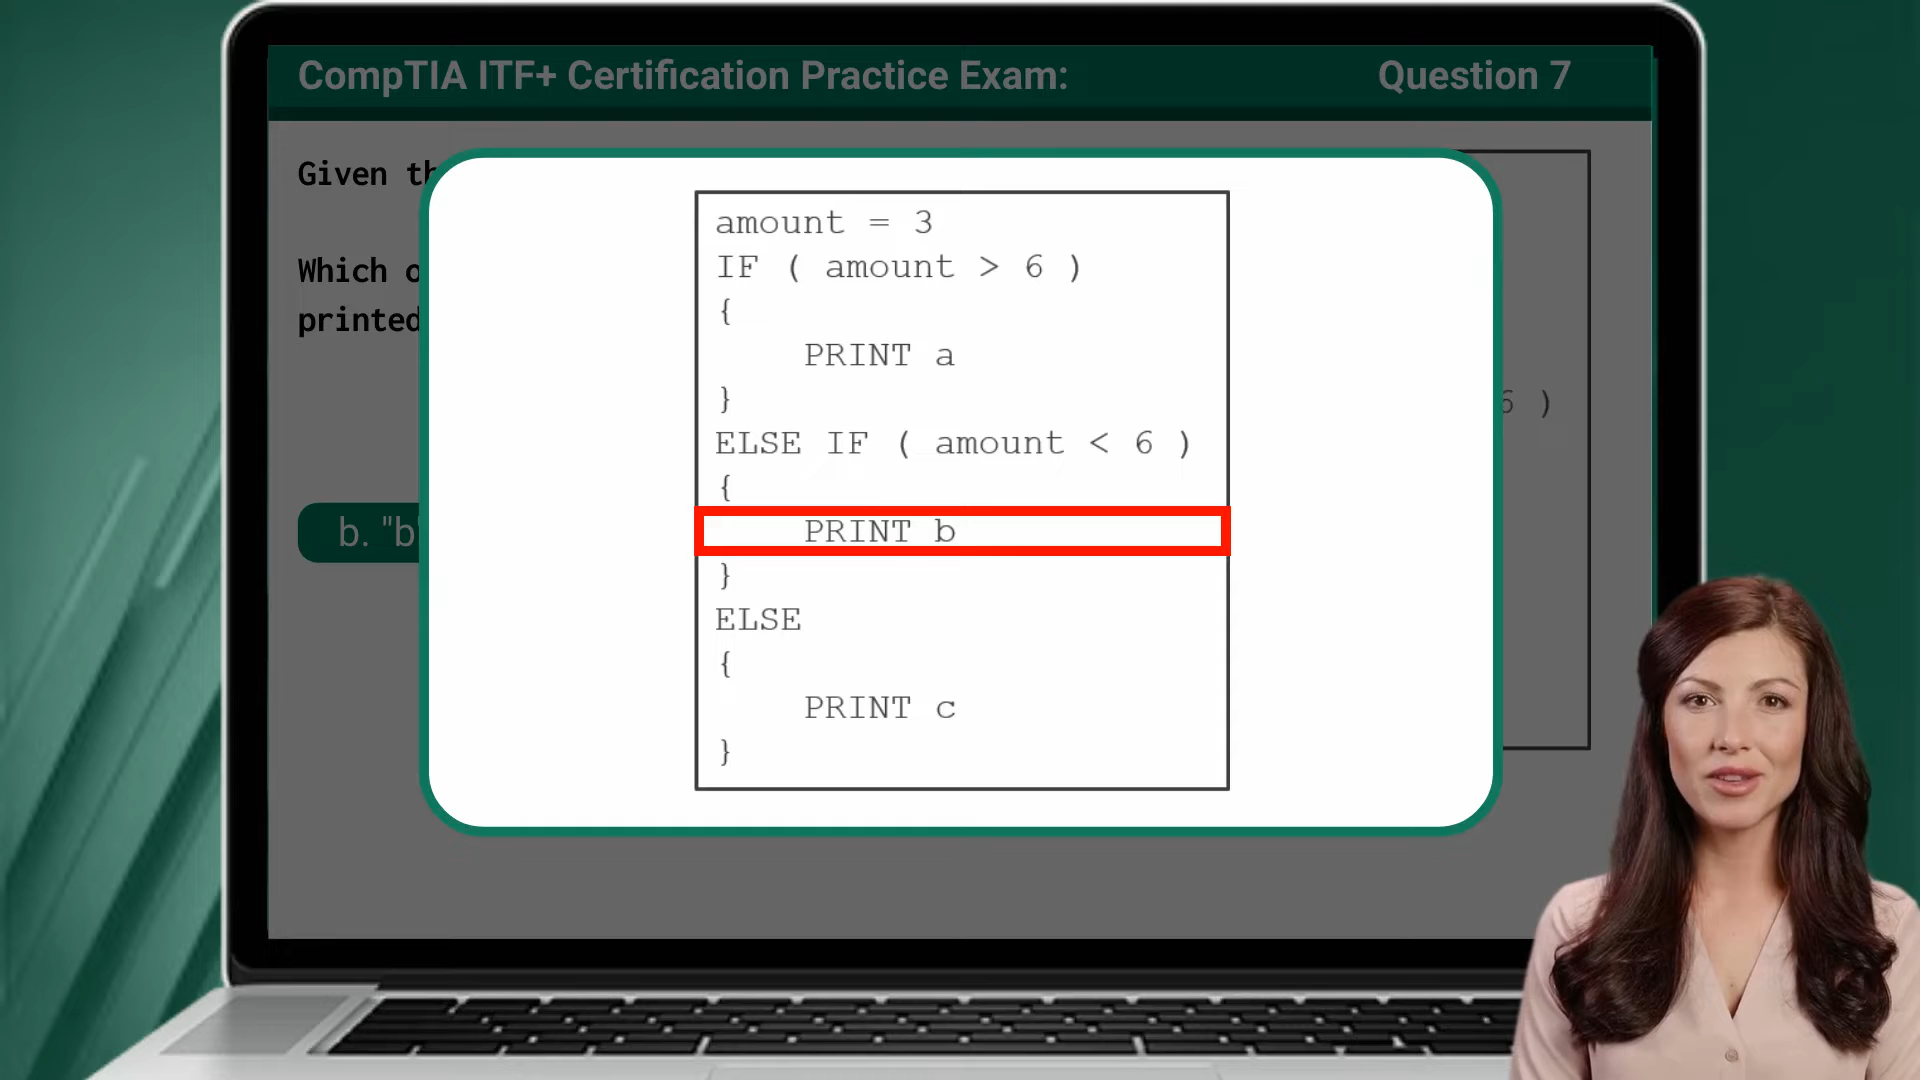 CompTIA ITF+ Certification Practice Exam:
Question 7
Given
Which
printed
6 )
b. "b
amount = 3
IF ( amount > 6 )
{
PRINT a
}
ELSE IF ( amount < 6 )
{
PRINT b
}
ELSE
{
PRINT c
}